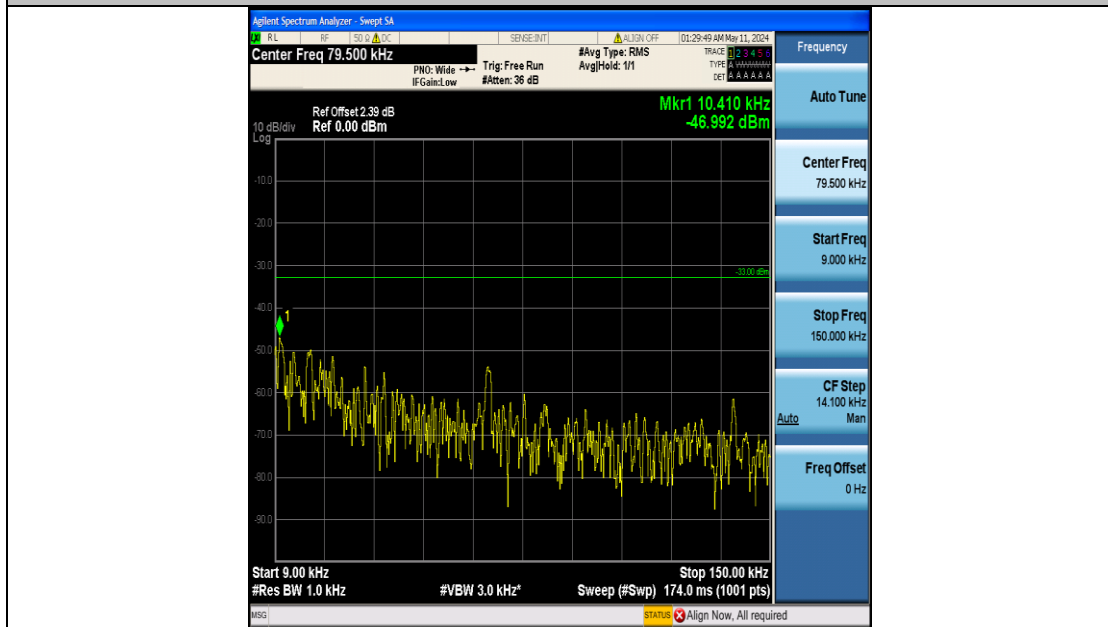 Agilent Spectrum Analyzer - Swept SA
RL RF 50 Ω DC SENSE:INT ALIGN OFF 01:29:49 AM May 11, 2024
Center Freq 79.500 kHz
PNO: Wide
IFGain:Low
Trig: Free Run
#Atten: 36 dB
#Avg Type: RMS
Avg|Hold: 1/1
TRACE 1 2 3 4 5 6
TYPE A
DET A A A A A A
Frequency
Mkr1 10.410 kHz
-46.992 dBm
Ref Offset 2.39 dB
10 dB/div Ref 0.00 dBm
Log
-10.0
-20.0
-30.0
-33.00 dBm
-40.0
1
-50.0
-60.0
-70.0
-80.0
-90.0
Start 9.00 kHz Stop 150.00 kHz
#Res BW 1.0 kHz #VBW 3.0 kHz* Sweep (#Swp) 174.0 ms (1001 pts)
Auto Tune
Center Freq
79.500 kHz
Start Freq
9.000 kHz
Stop Freq
150.000 kHz
CF Step
14.100 kHz
Auto Man
Freq Offset
0 Hz
MSG STATUS Align Now, All required